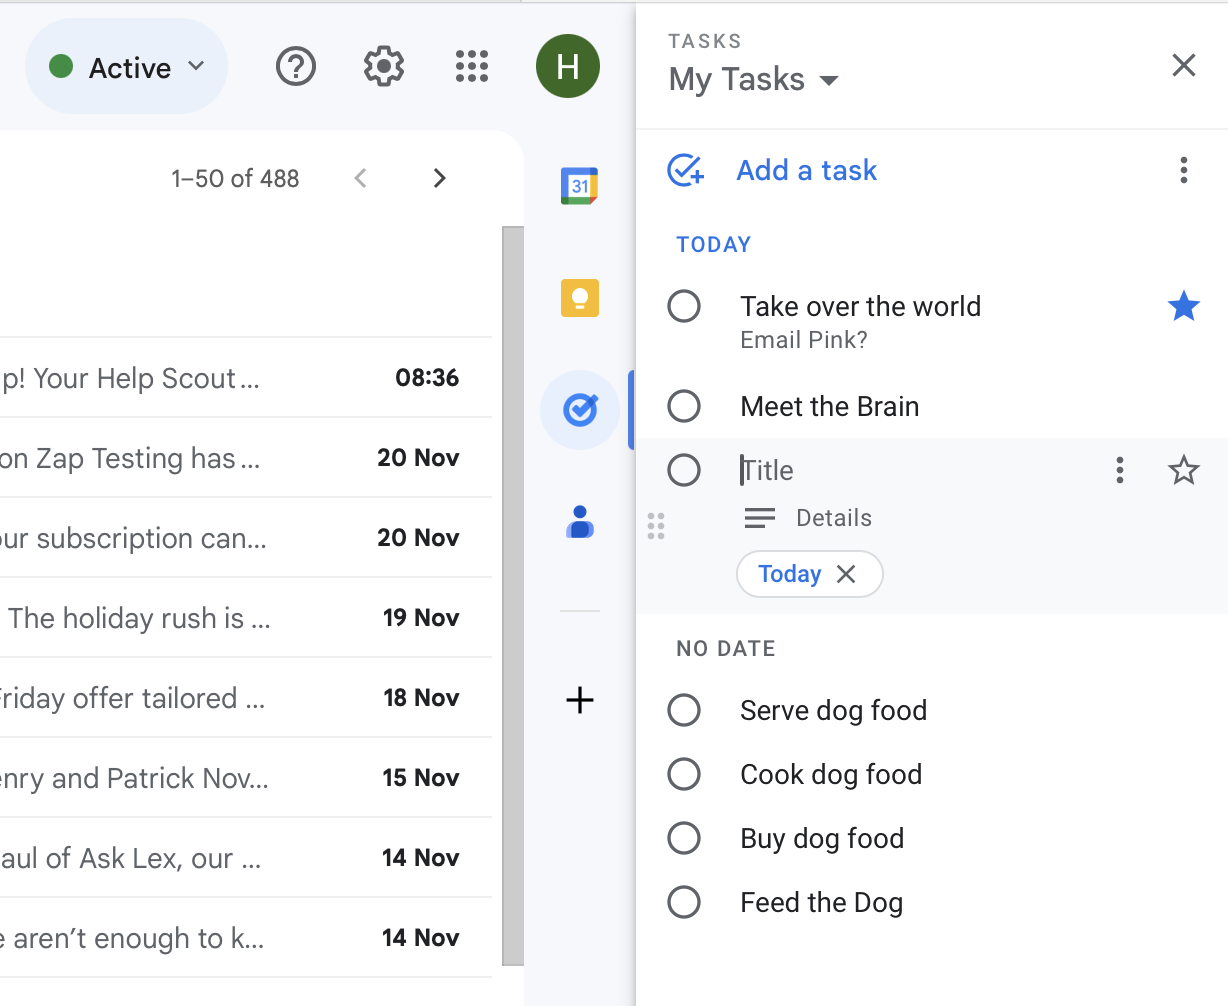 Active
H
1–50 of 488
31
p! Your Help Scout ... 08:36
on Zap Testing has ... 20 Nov
our subscription can... 20 Nov
The holiday rush is ... 19 Nov
Friday offer tailored ... 18 Nov
enry and Patrick Nov... 15 Nov
aul of Ask Lex, our ... 14 Nov
e aren't enough to k... 14 Nov
TASKS
My Tasks
Add a task
TODAY
Take over the world
Email Pink?
Meet the Brain
Title
Details
Today
NO DATE
Serve dog food
Cook dog food
Buy dog food
Feed the Dog